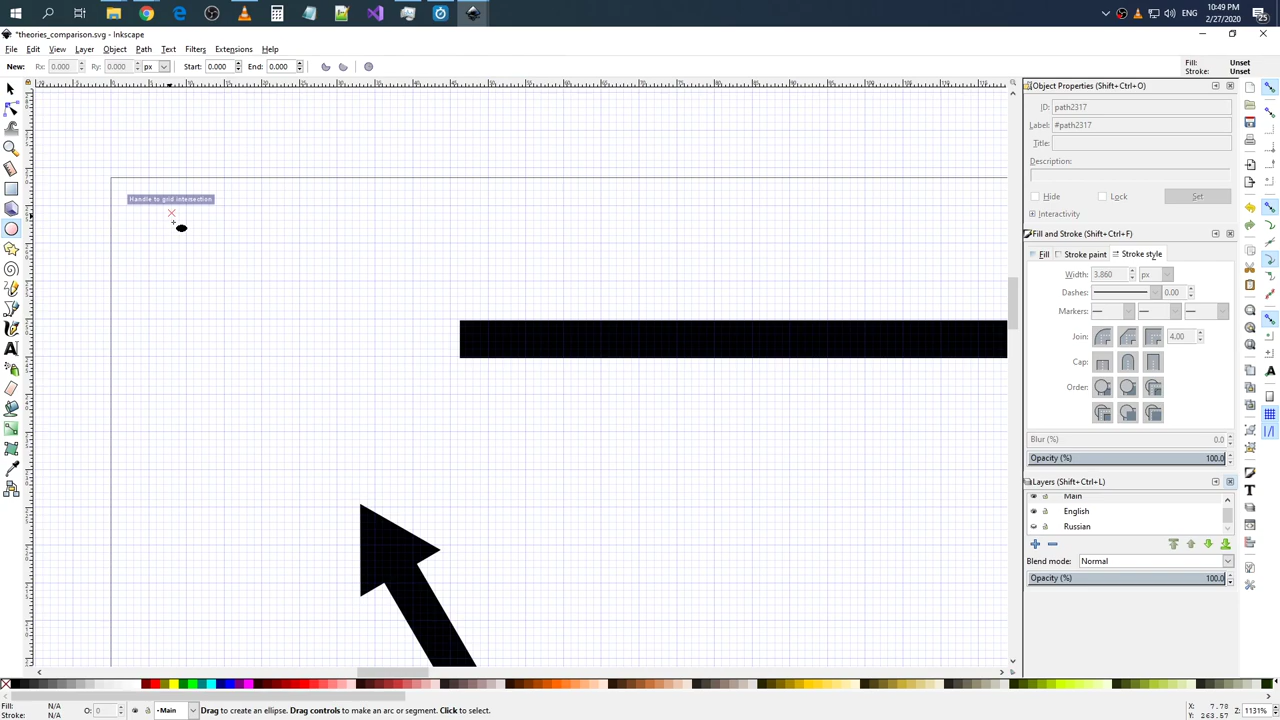 10:49 PM
ENG
2/27/2020
*theories_comparison.svg - Inkscape
File Edit View Layer Object Path Text Filters Extensions Help
New: Rx: 0.000 Ry: 0.000 px Start: 0.000 End: 0.000
Fill: Unset
Stroke: Unset
Object Properties (Shift+Ctrl+O)
ID: path2317
Label: #path2317
Title:
Description:
Hide Lock Set
Interactivity
Fill and Stroke (Shift+Ctrl+F)
Fill Stroke paint Stroke style
Width: 3.860 px
Dashes: 0.00
Markers:
Join: 4.00
Cap:
Order:
Blur (%) 0.0
Opacity (%) 100.0
Layers (Shift+Ctrl+L)
Main
English
Russian
Blend mode: Normal
Opacity (%) 100.0
Handle to grid intersection
Fill: N/A
Stroke: N/A
O: 0
Main
Drag to create an ellipse. Drag controls to make an arc or segment. Click to select.
X: 7.78
Y: 263.57
Z: 1131%